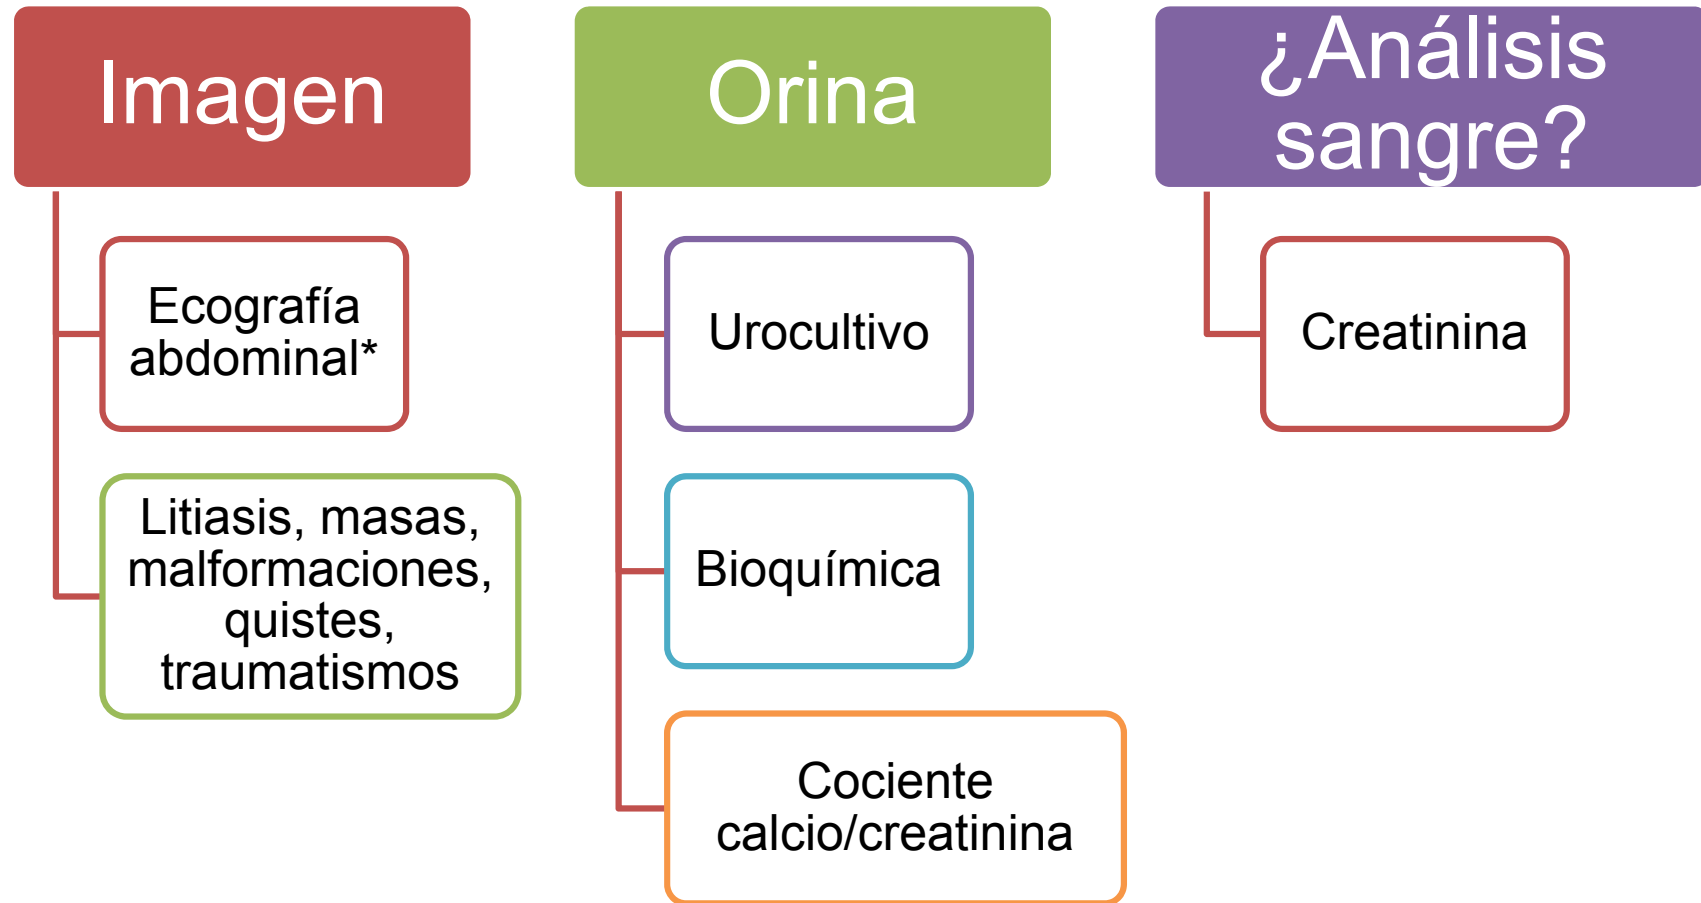 Imagen
Ecografía
abdominal*
Litiasis, masas,
malformaciones,
quistes,
traumatismos
Orina
Urocultivo
Bioquímica
Cociente
calcio/creatinina
¿Análisis
sangre?
Creatinina